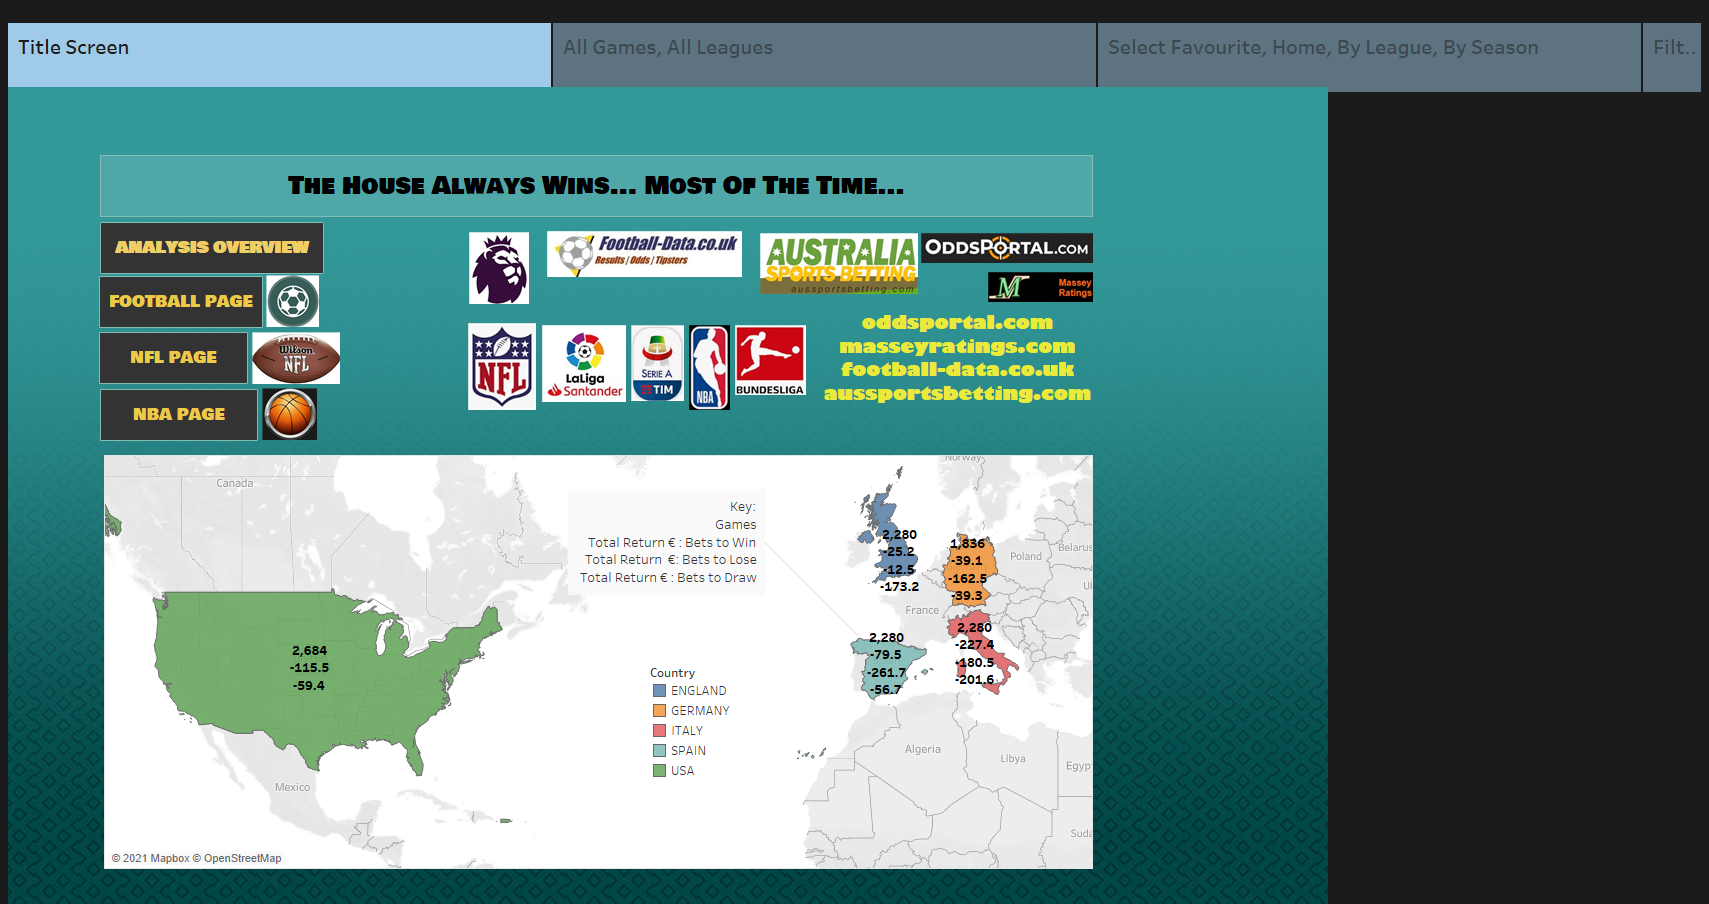 Title Screen
All Games, All Leagues
Select Favourite, Home, By League, By Season
Filt..
The House Always Wins... Most Of The Time...
ANALYSIS OVERVIEW
FOOTBALL PAGE
NFL PAGE
Wilson
NFL
NBA PAGE
Football-Data.co.uk
Results | Odds | Tipsters
AUSTRALIA
SPORTS BETTING
aussportsbetting.com
ODDSPORTAL.COM
M
Massey
Ratings
NFL
LaLiga
Santander
SERIE A
TIM
NBA
BUNDESLIGA
oddsportal.com
masseyratings.com
football-data.co.uk
aussportsbetting.com
Canada
Norway
Key:
Games
Total Return € : Bets to Win
Total Return €: Bets to Lose
Total Return € : Bets to Draw
2,280
-25.2
-12.5
-173.2
1,836
-39.1
-162.5
-39.3
Poland
Belarus
France
2,684
-115.5
-59.4
2,280
-79.5
-261.7
-56.7
2,280
-227.4
-180.5
-201.6
Country
ENGLAND
GERMANY
ITALY
SPAIN
USA
Mexico
Algeria
Libya
Egyp
Suda
© 2021 Mapbox © OpenStreetMap